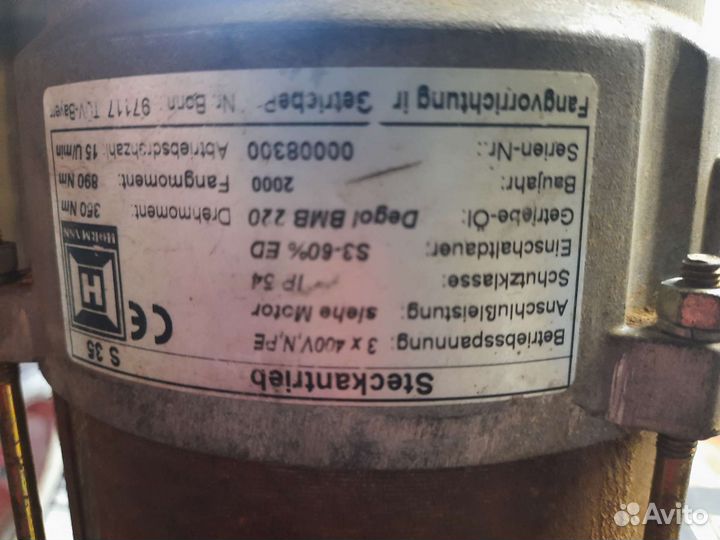 Steckantrieb S 35
Betriebsspannung: 3 x 400V,N,PE
Anschlußleistung: siehe Motor
Schutzklasse: IP 54
Einschaltdauer: S3-60% ED
Getriebe-Öl: Degol BMB 220 Drehmoment: 350 Nm
Baujahr: 2000 Fangmoment: 890 Nm
Serien-Nr.: 00008300 Abtriebsdrehzahl: 15 U/min
Fangvorrichtung ir Getriebe P Nr. Bonn: 97117 TÜV-Bayer
CE
H
HÖRMANN
Avito